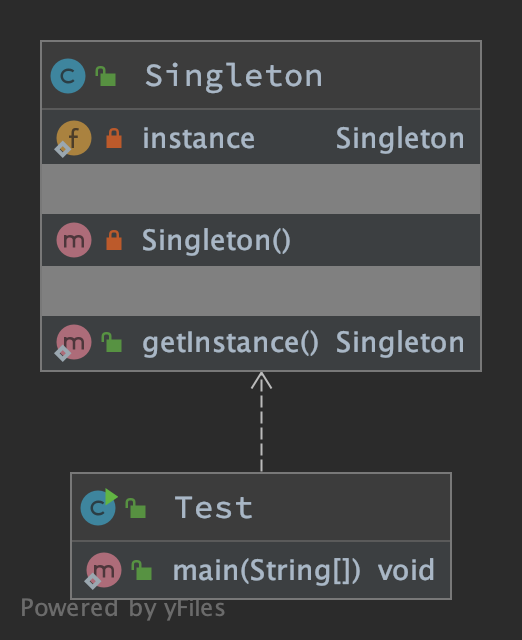 Singleton
instance Singleton
Singleton()
getInstance() Singleton
Test
main(String[]) void
Powered by yFiles